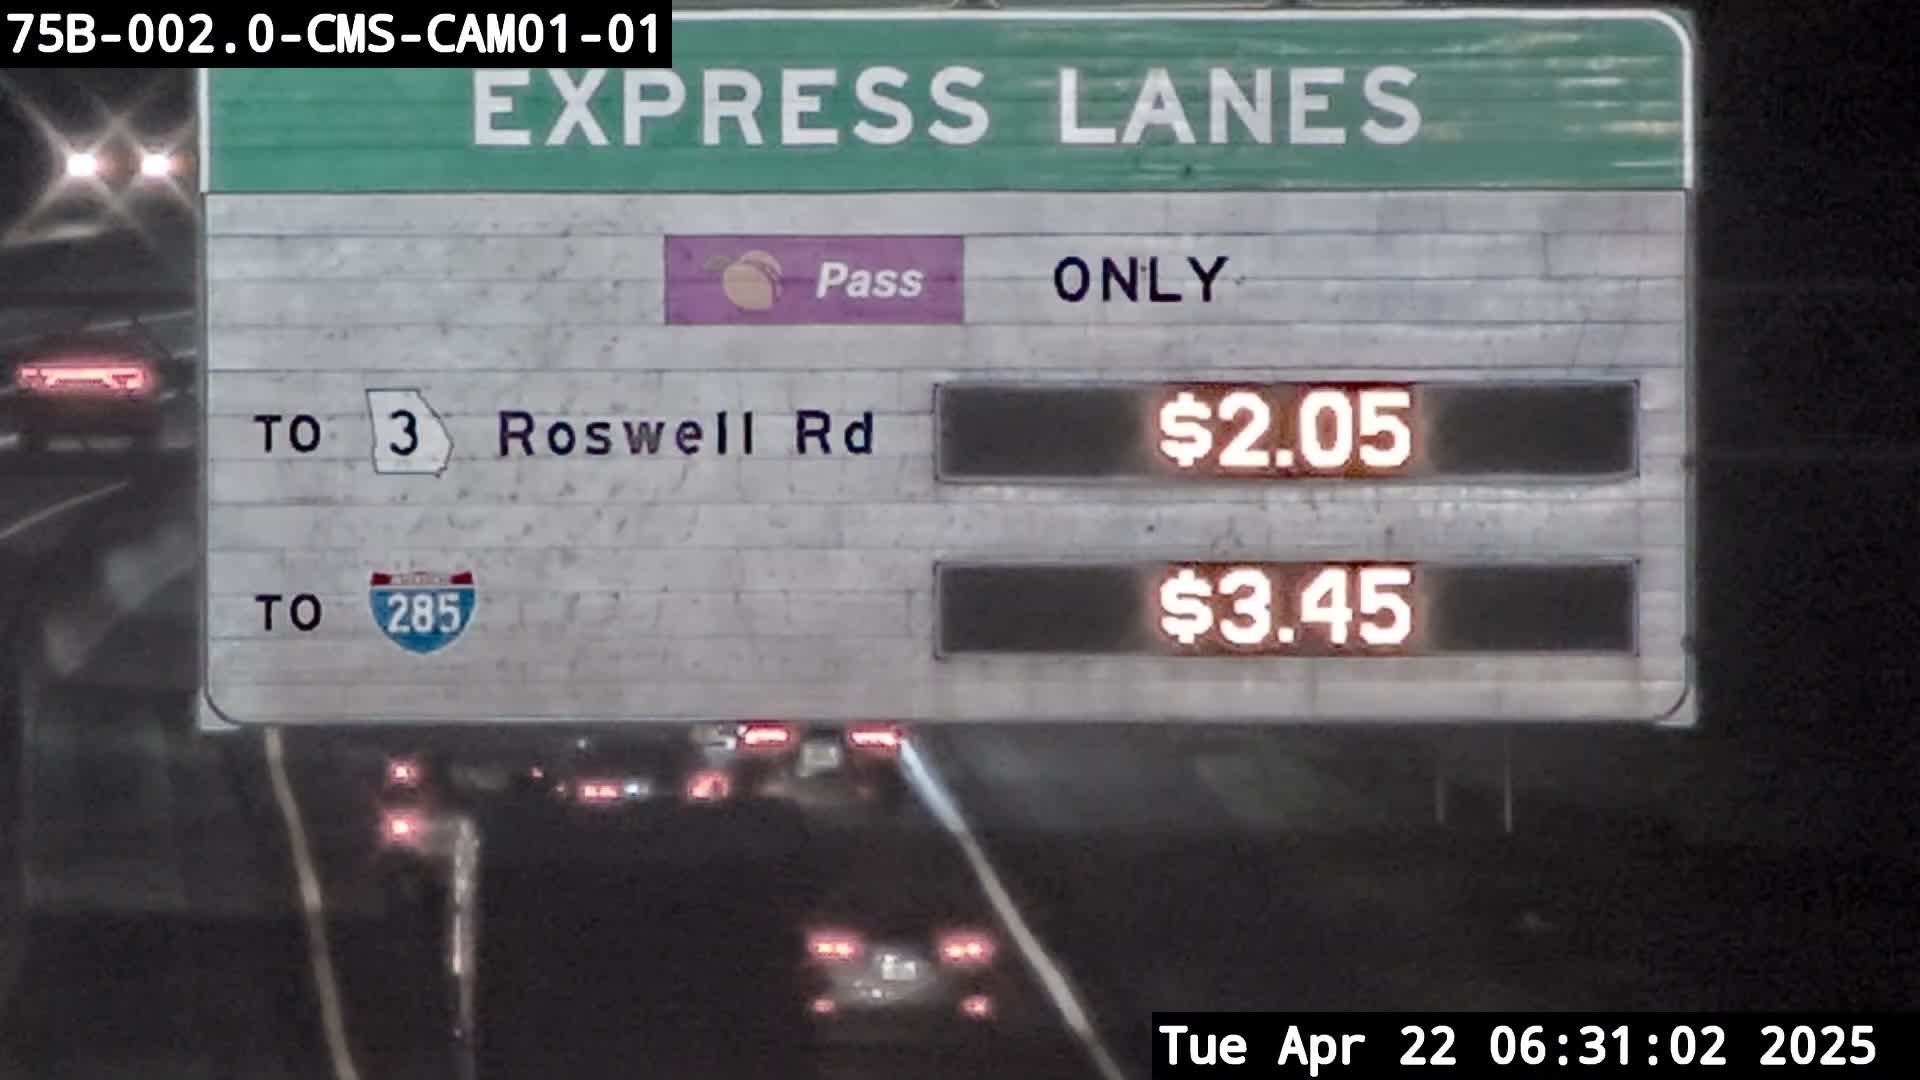 75B-002.0-CMS-CAM01-01
EXPRESS LANES
Pass ONLY
TO 3 Roswell Rd $2.05
TO 285 $3.45
Tue Apr 22 06:31:02 2025